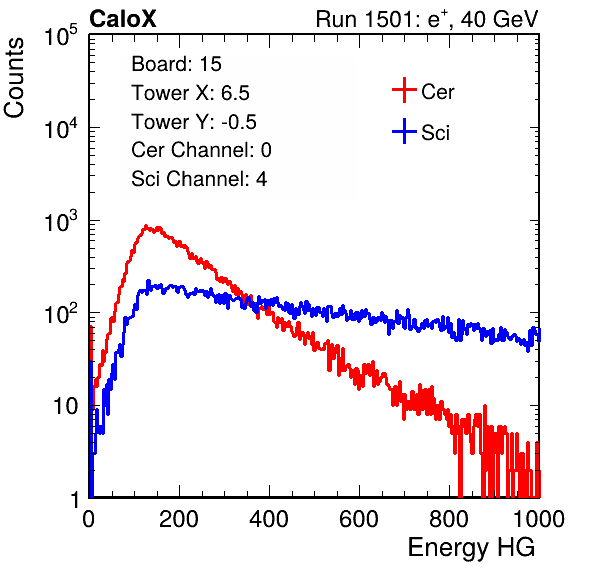 CaloX Run 1501: e⁺, 40 GeV
Counts
10⁵
10⁴
10³
10²
10
1
Board: 15
Tower X: 6.5
Tower Y: -0.5
Cer Channel: 0
Sci Channel: 4
Cer
Sci
0 200 400 600 800 1000
Energy HG